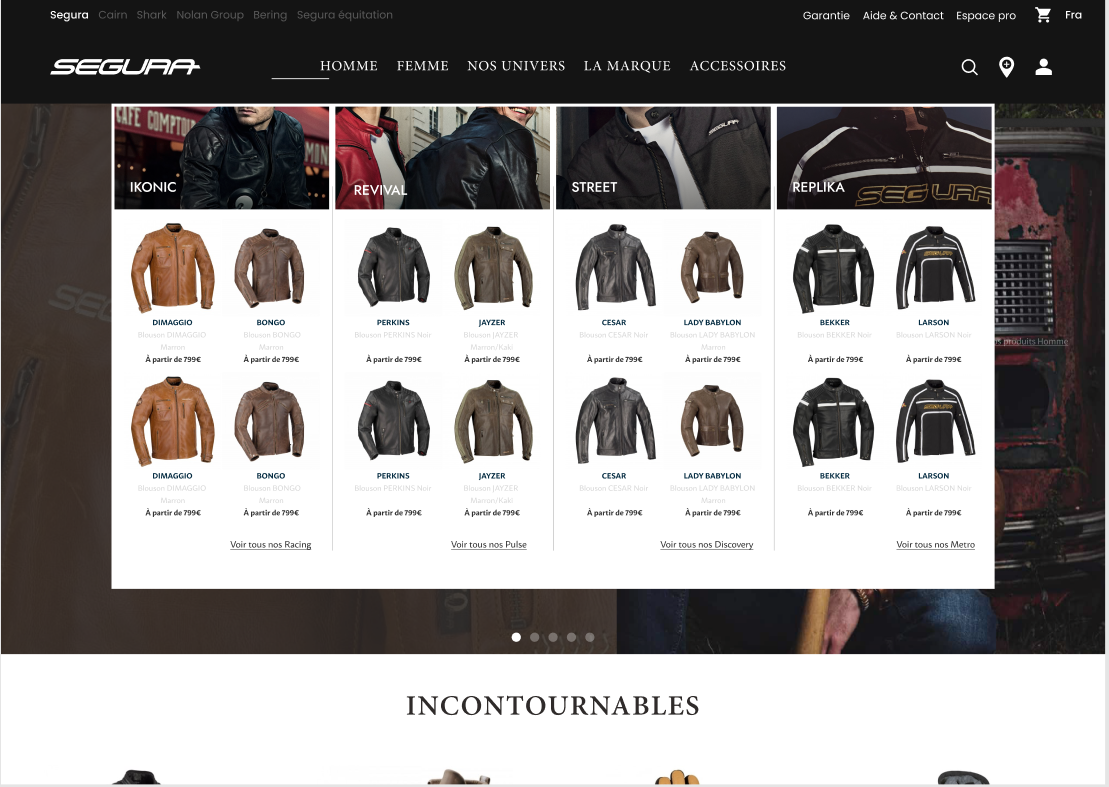 Segura Cairn Shark Nolan Group Bering Segura équitation
Garantie Aide & Contact Espace pro Fra
SEGURA
HOMME FEMME NOS UNIVERS LA MARQUE ACCESSOIRES
CAFÉ COMPTOI
MON
SEGURA
SEGURA
IKONIC
REVIVAL
STREET
REPLIKA
DIMAGGIO
Blouson DIMAGGIO
Marron
À partir de 799€
BONGO
Blouson BONGO
Marron
À partir de 799€
PERKINS
Blouson PERKINS Noir
À partir de 799€
JAYZER
Blouson JAYZER
Marron/Kaki
À partir de 799€
CESAR
Blouson CESAR Noir
À partir de 799€
LADY BABYLON
Blouson LADY BABYLON
Marron
À partir de 799€
BEKKER
Blouson BEKKER Noir
À partir de 799€
LARSON
Blouson LARSON Noir
À partir de 799€
s produits Homme
DIMAGGIO
Blouson DIMAGGIO
Marron
À partir de 799€
BONGO
Blouson BONGO
Marron
À partir de 799€
PERKINS
Blouson PERKINS Noir
À partir de 799€
JAYZER
Blouson JAYZER
Marron/Kaki
À partir de 799€
CESAR
Blouson CESAR Noir
À partir de 799€
LADY BABYLON
Blouson LADY BABYLON
Marron
À partir de 799€
BEKKER
Blouson BEKKER Noir
À partir de 799€
LARSON
Blouson LARSON Noir
À partir de 799€
Voir tous nos Racing
Voir tous nos Pulse
Voir tous nos Discovery
Voir tous nos Metro
INCONTOURNABLES